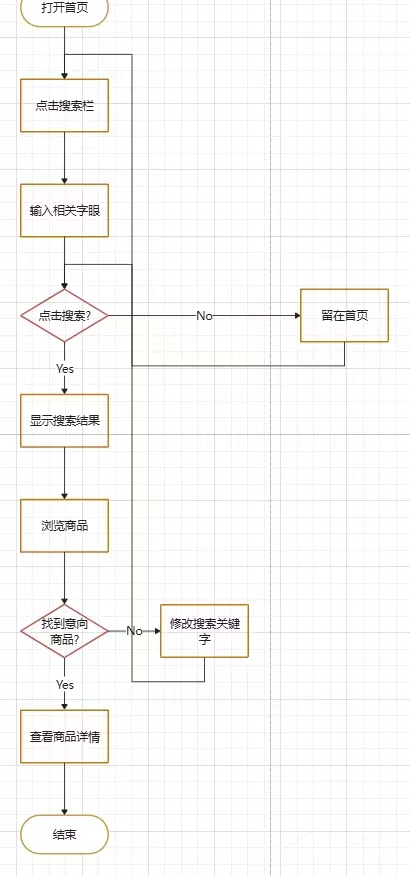 打开首页
点击搜索栏
输入相关字眼
点击搜索?
No
留在首页
Yes
显示搜索结果
浏览商品
找到意向
商品?
No
修改搜索关键
字
Yes
查看商品详情
结束